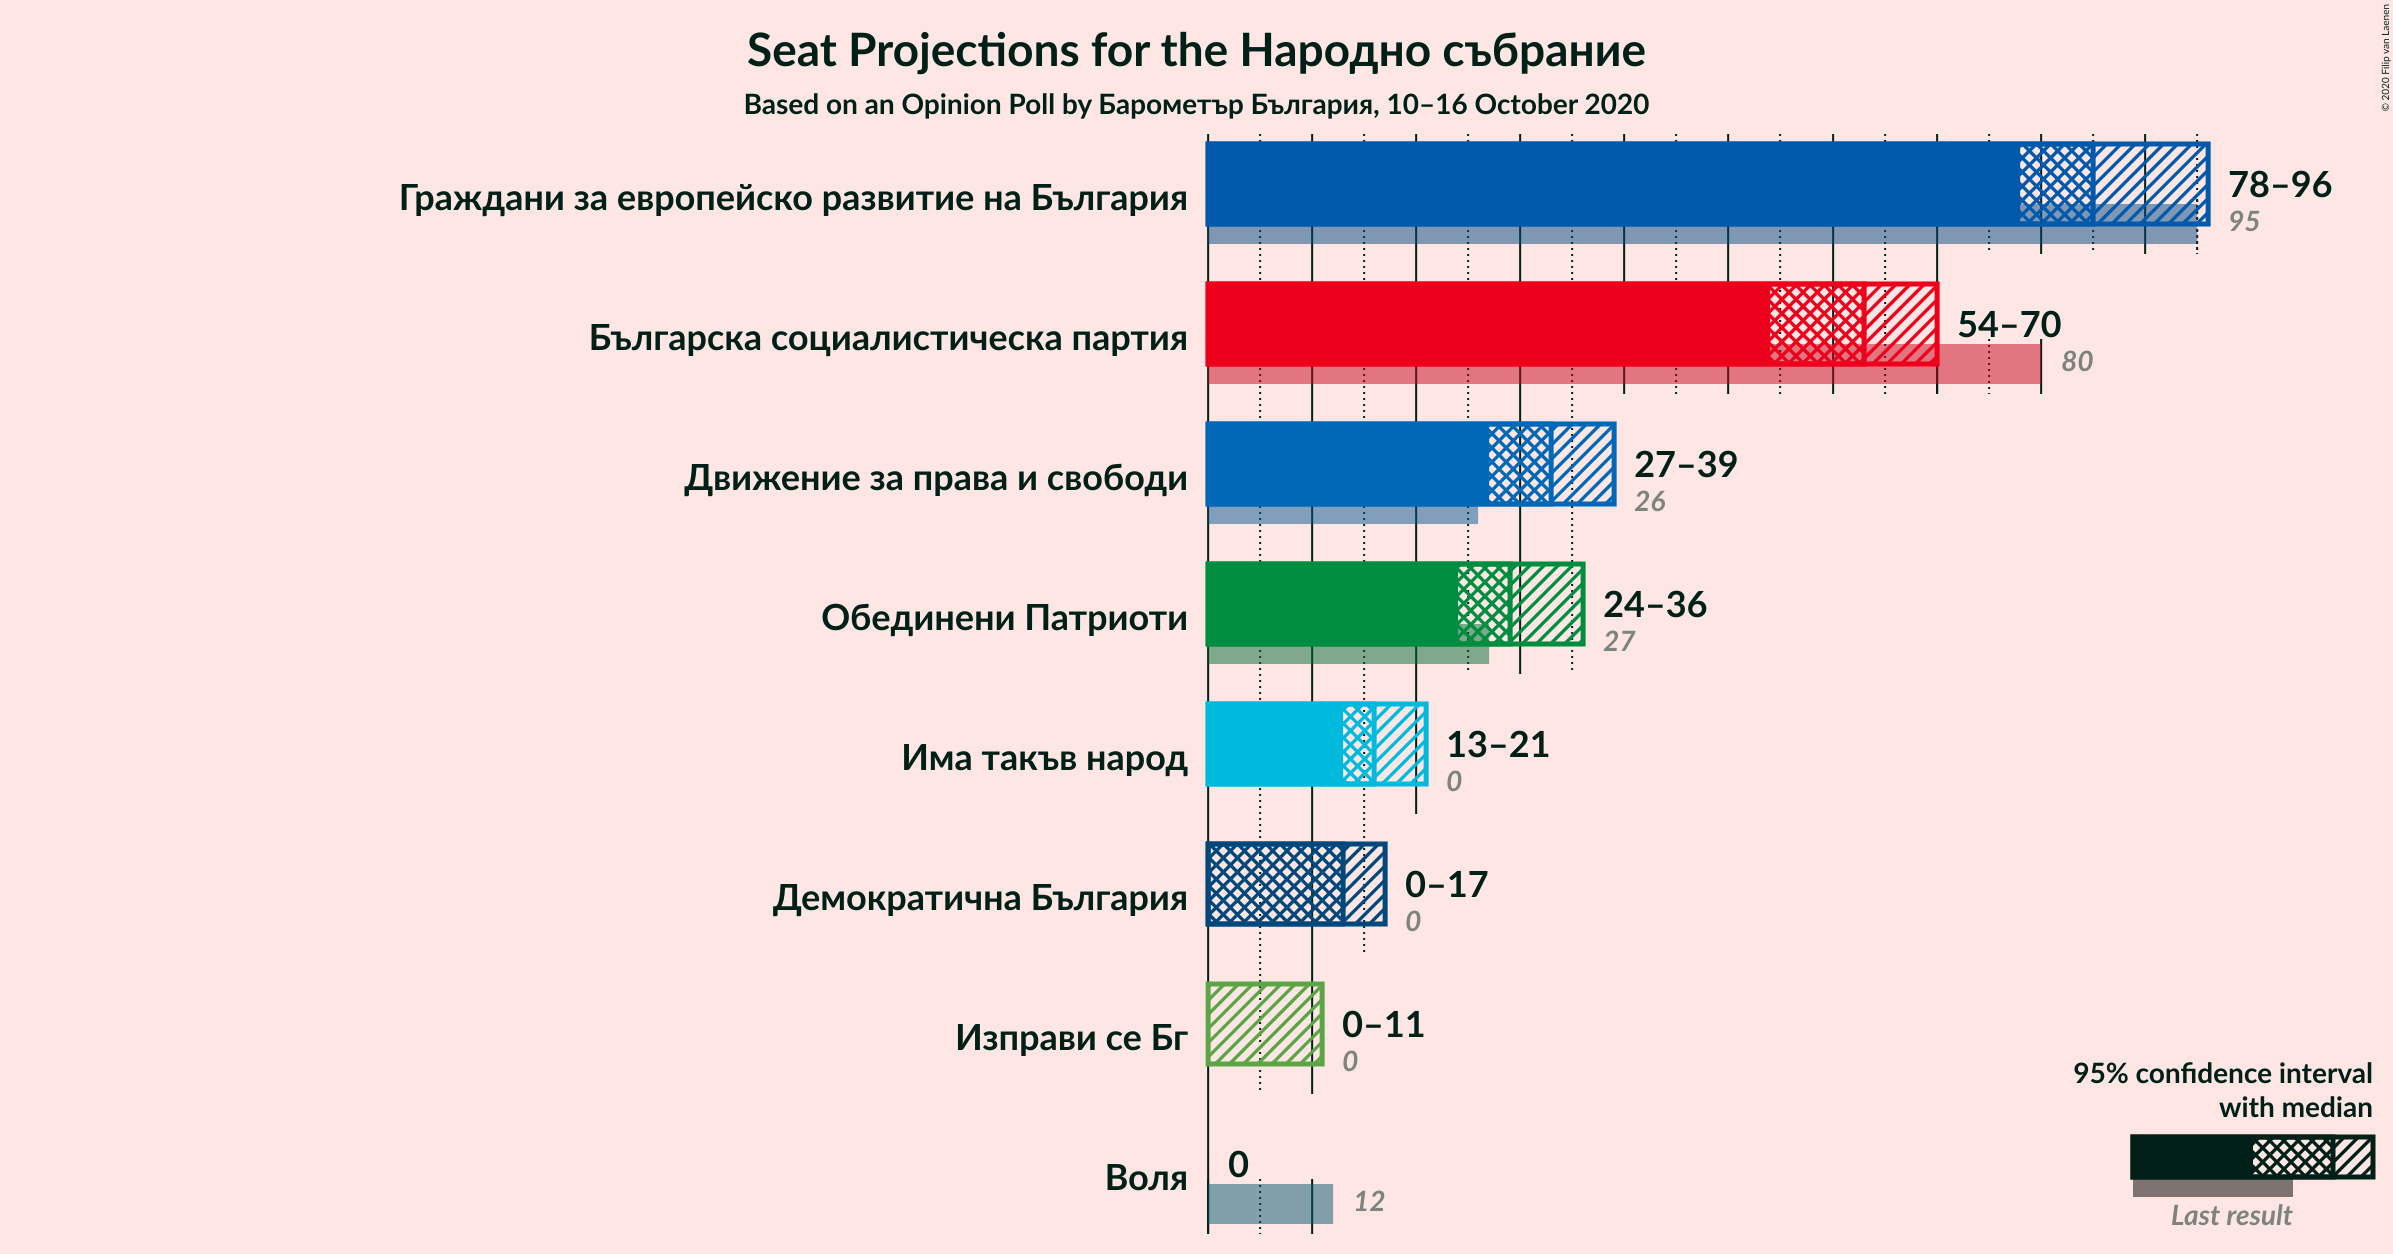 Seat Projections for the Народно събрание
Based on an Opinion Poll by Барометър България, 10–16 October 2020
© 2020 Filip van Laenen
Граждани за европейско развитие на България
78–96
95
Българска социалистическа партия
54–70
80
Движение за права и свободи
27–39
26
Обединени Патриоти
24–36
27
Има такъв народ
13–21
0
Демократична България
0–17
0
Изправи се Бг
0–11
0
Воля
0
12
95% confidence interval
with median
Last result